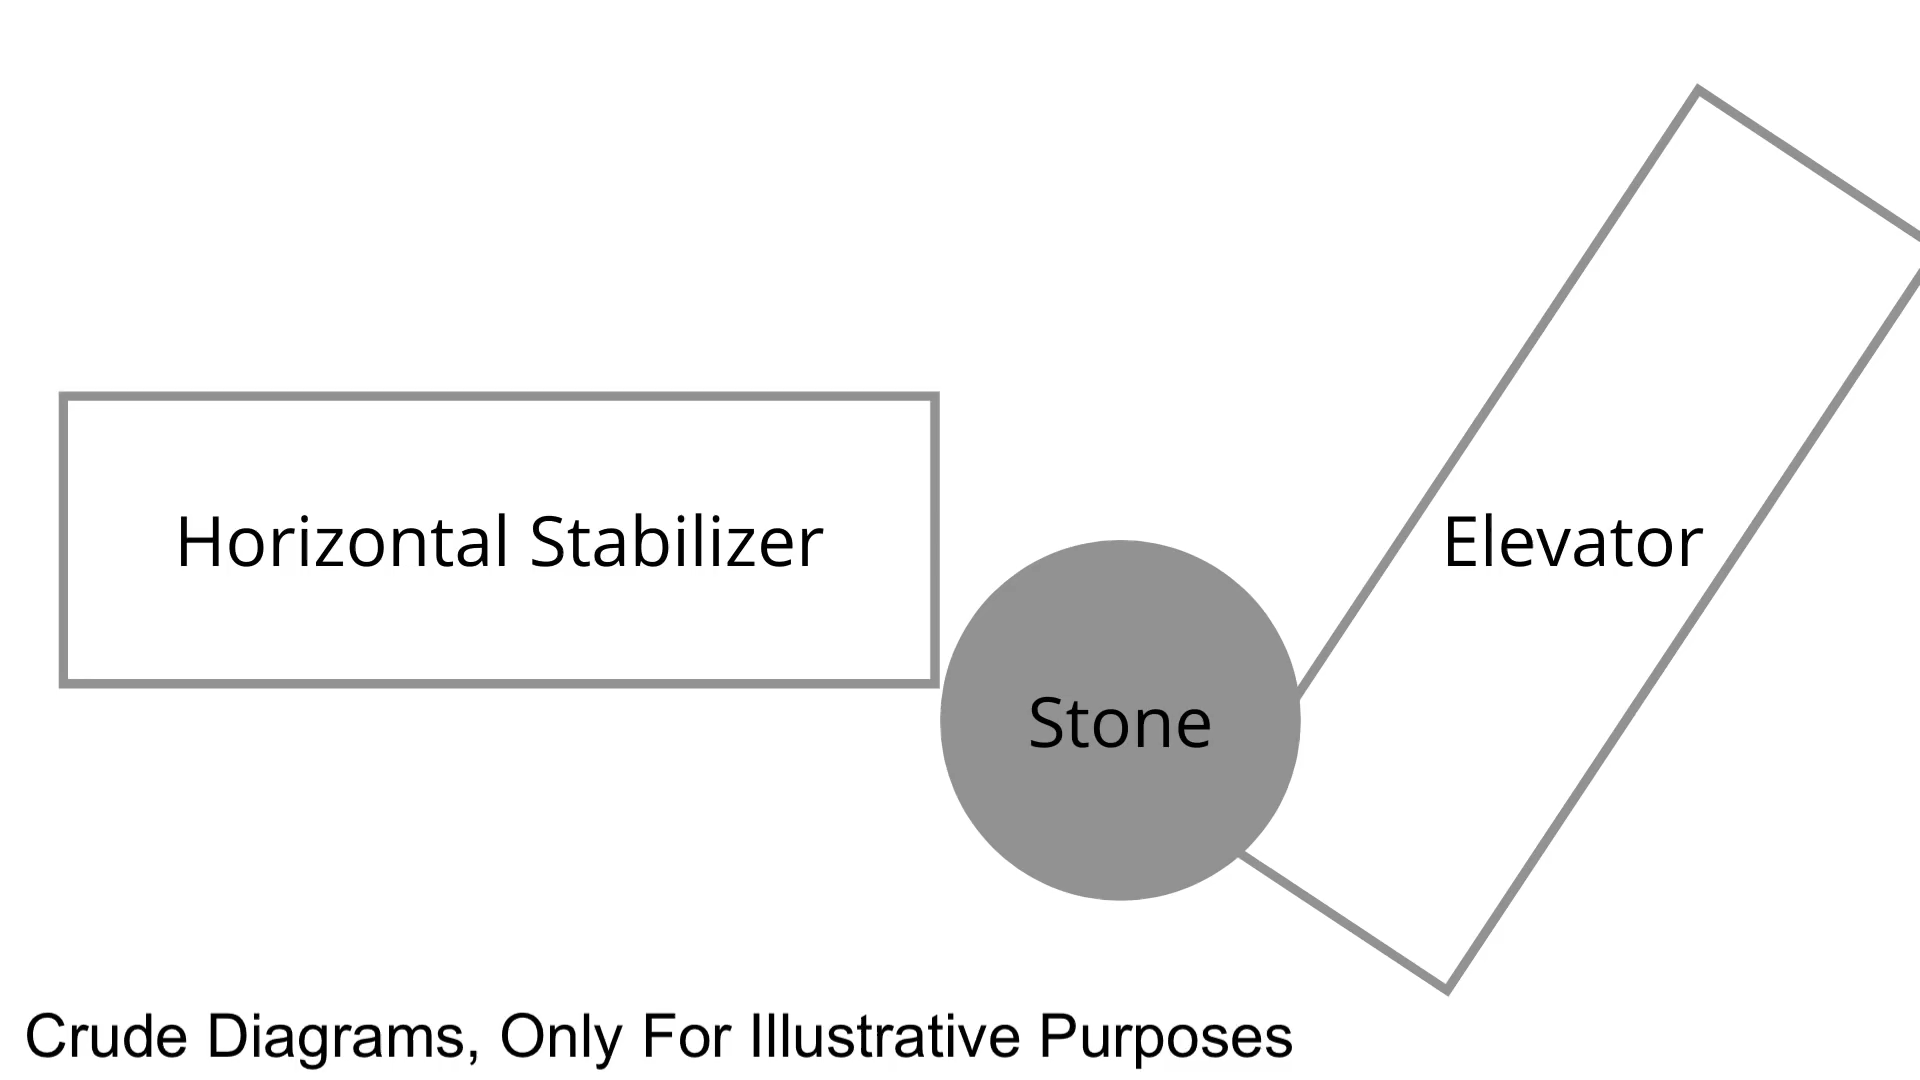 Horizontal Stabilizer
Elevator
Stone
Crude Diagrams, Only For Illustrative Purposes